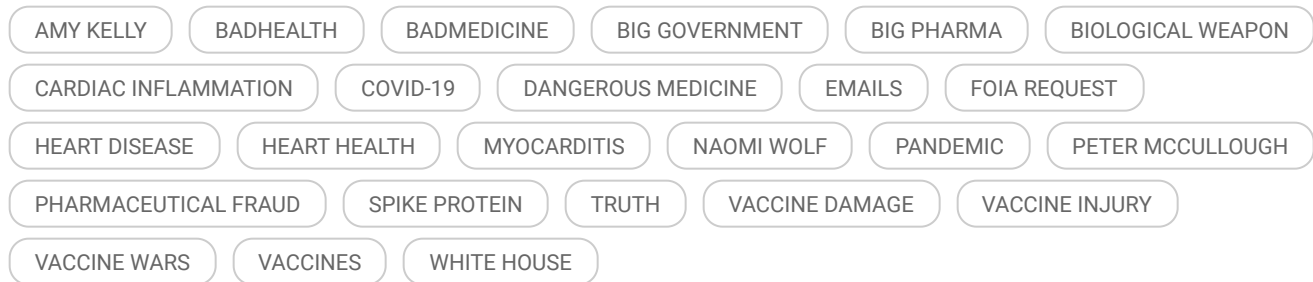 AMY KELLY BADHEALTH BADMEDICINE BIG GOVERNMENT BIG PHARMA BIOLOGICAL WEAPON
CARDIAC INFLAMMATION COVID-19 DANGEROUS MEDICINE EMAILS FOIA REQUEST
HEART DISEASE HEART HEALTH MYOCARDITIS NAOMI WOLF PANDEMIC PETER MCCULLOUGH
PHARMACEUTICAL FRAUD SPIKE PROTEIN TRUTH VACCINE DAMAGE VACCINE INJURY
VACCINE WARS VACCINES WHITE HOUSE